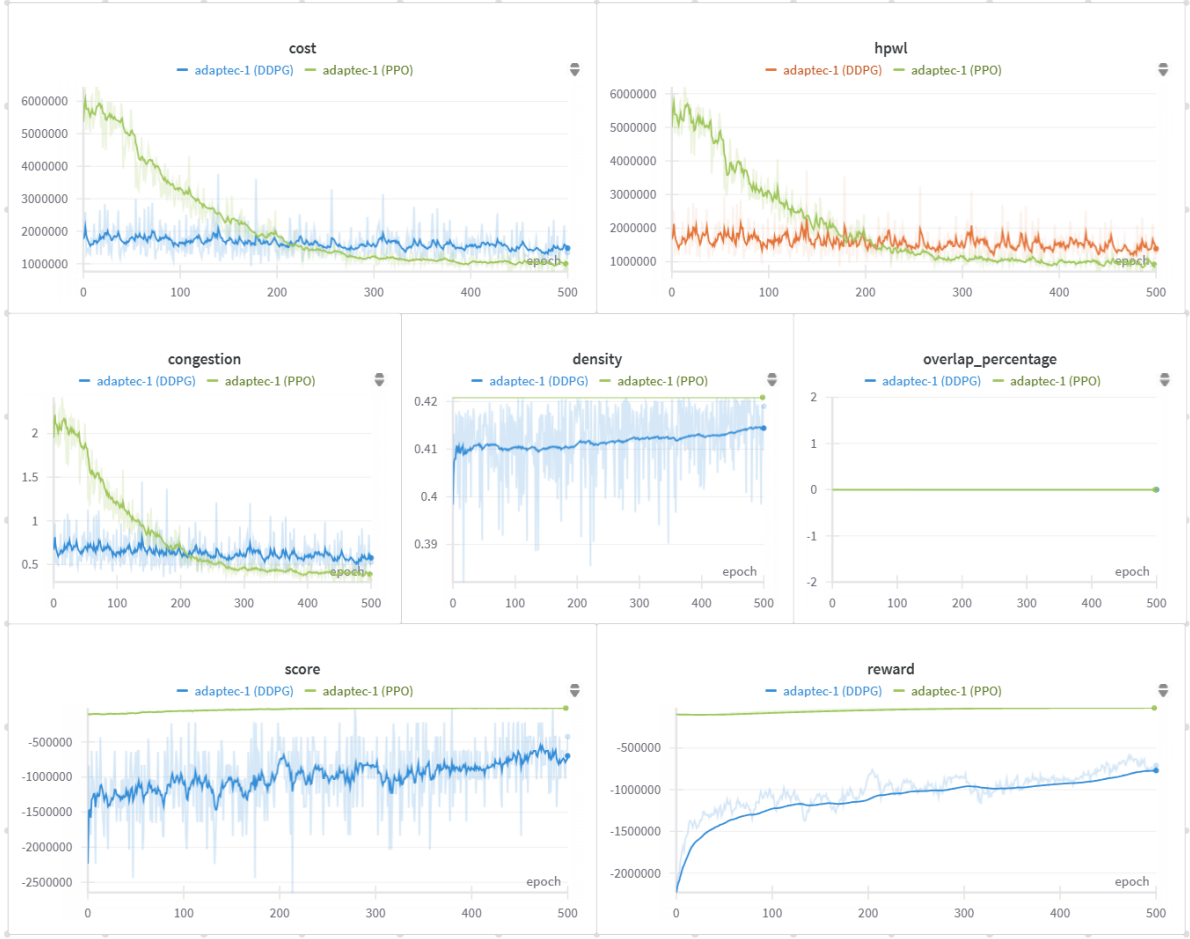 cost
adaptec-1 (DDPG) adaptec-1 (PPO)
6000000
5000000
4000000
3000000
2000000
1000000
epoch
0 100 200 300 400 500
hpwl
adaptec-1 (DDPG) adaptec-1 (PPO)
6000000
5000000
4000000
3000000
2000000
1000000
epoch
0 100 200 300 400 500
congestion
adaptec-1 (DDPG) adaptec-1 (PPO)
2
1.5
1
0.5
epoch
0 100 200 300 400 500
density
adaptec-1 (DDPG) adaptec-1 (PPO)
0.42
0.41
0.4
0.39
epoch
0 100 200 300 400 500
overlap_percentage
adaptec-1 (DDPG) adaptec-1 (PPO)
2
1
0
-1
-2
epoch
0 100 200 300 400 500
score
adaptec-1 (DDPG) adaptec-1 (PPO)
-500000
-1000000
-1500000
-2000000
-2500000
epoch
0 100 200 300 400 500
reward
adaptec-1 (DDPG) adaptec-1 (PPO)
-500000
-1000000
-1500000
-2000000
epoch
0 100 200 300 400 500